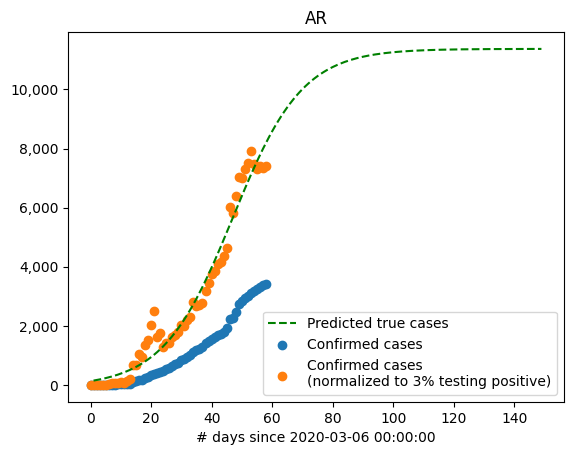 AR
10,000
8,000
6,000
4,000
2,000
0
Predicted true cases
Confirmed cases
Confirmed cases
(normalized to 3% testing positive)
0 20 40 60 80 100 120 140
# days since 2020-03-06 00:00:00